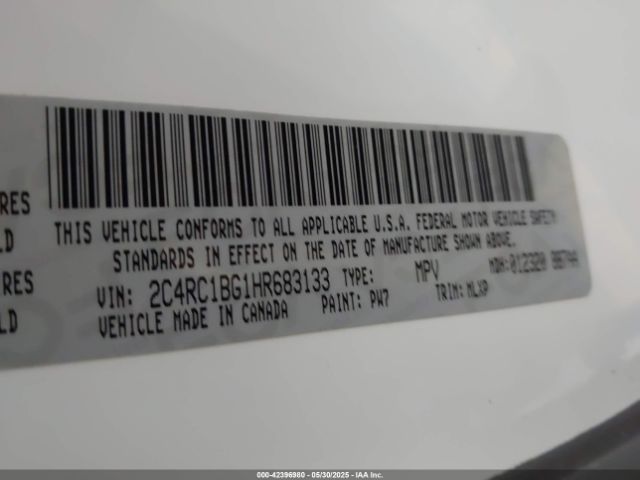 RES
LD
RES
LD
THIS VEHICLE CONFORMS TO ALL APPLICABLE U.S.A. FEDERAL MOTOR VEHICLE SAFETY
STANDARDS IN EFFECT ON THE DATE OF MANUFACTURE SHOWN ABOVE.
VIN: 2C4RC1BG1HR683133 TYPE: MPV MDH:012320
VEHICLE MADE IN CANADA PAINT: PW7 TRIM:
000-42396980 - 05/30/2025 - IAA Inc.